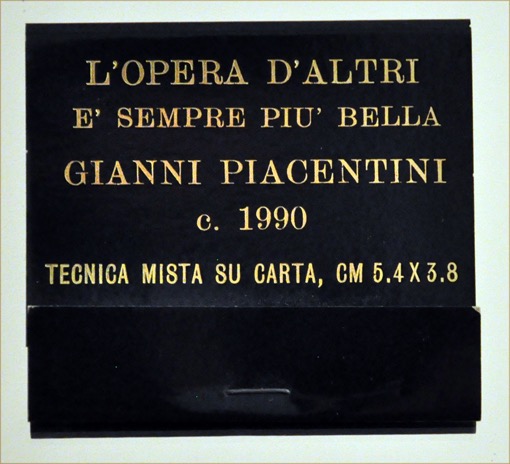 L'OPERA D'ALTRI
E' SEMPRE PIU' BELLA
GIANNI PIACENTINI
c. 1990
TECNICA MISTA SU CARTA, CM 5.4 X 3.8